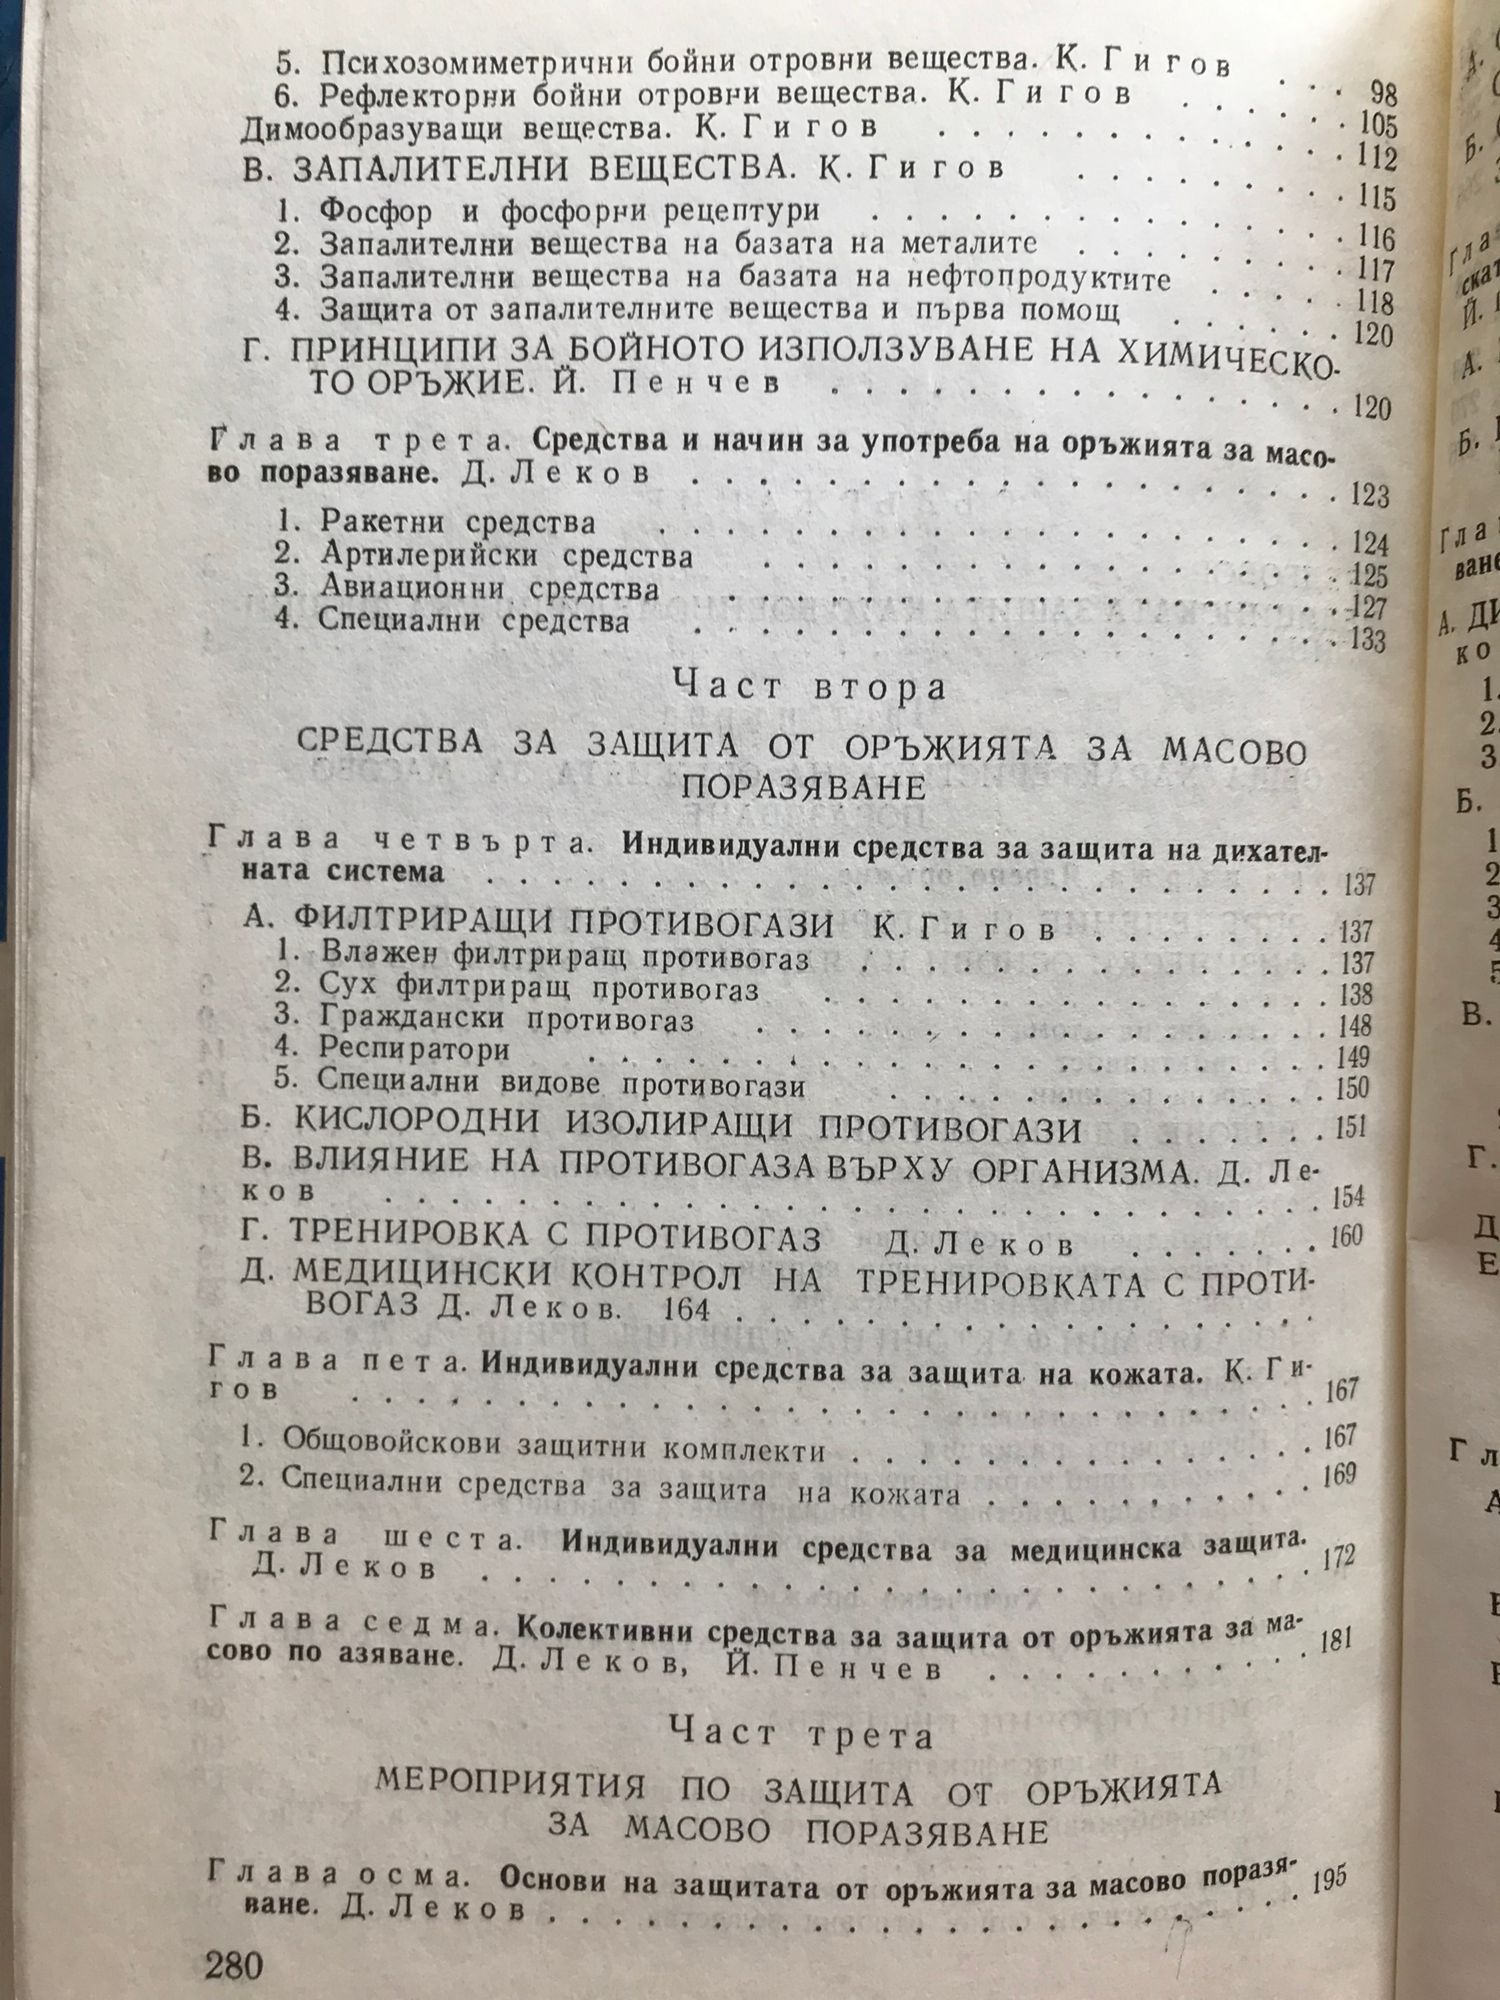 5. Психозомиметрични бойни отровни вещества. К. Гигов . . . 98
6. Рефлекторни бойни отровни вещества. К. Гигов . . . . . . 105
Димообразуващи вещества. К. Гигов . . . . . . . . . . . . 112
В. ЗАПАЛИТЕЛНИ ВЕЩЕСТВА. К. Гигов . . . . . . . . 115
1. Фосфор и фосфорни рецептури . . . . . . . . . . . . . 116
2. Запалителни вещества на базата на металите . . . . . . . 117
3. Запалителни вещества на базата на нефтопродуктите . . . . 118
4. Защита от запалителните вещества и първа помощ . . . . . 120
Г. ПРИНЦИПИ ЗА БОЙНОТО ИЗПОЛЗУВАНЕ НА ХИМИЧЕСКО-
ТО ОРЪЖИЕ. Й. Пенчев . . . . . . . . . . . . . . . 120
Глава трета. Средства и начин за употреба на оръжията за масо-
во поразяване. Д. Леков . . . . . . . . . . . . . . . . . . 123
1. Ракетни средства . . . . . . . . . . . . . . . . . . . 124
2. Артилерийски средства . . . . . . . . . . . . . . . . 125
3. Авиационни средства . . . . . . . . . . . . . . . . . 127
4. Специални средства . . . . . . . . . . . . . . . . . . 133
Част втора
СРЕДСТВА ЗА ЗАЩИТА ОТ ОРЪЖИЯТА ЗА МАСОВО
ПОРАЗЯВАНЕ
Глава четвърта. Индивидуални средства за защита на дихател-
ната система . . . . . . . . . . . . . . . . . . . . . . . . 137
А. ФИЛТРИРАЩИ ПРОТИВОГАЗИ К. Гигов . . . . . . . . 137
1. Влажен филтриращ противогаз . . . . . . . . . . . . . . 137
2. Сух филтриращ противогаз . . . . . . . . . . . . . . . 138
3. Граждански противогаз . . . . . . . . . . . . . . . . . 148
4. Респиратори . . . . . . . . . . . . . . . . . . . . . . 149
5. Специални видове противогази . . . . . . . . . . . . . 150
Б. КИСЛОРОДНИ ИЗОЛИРАЩИ ПРОТИВОГАЗИ . . . . . . . 151
В. ВЛИЯНИЕ НА ПРОТИВОГАЗА ВЪРХУ ОРГАНИЗМА. Д. Ле-
ков . . . . . . . . . . . . . . . . . . . . . . . . . . . . 154
Г. ТРЕНИРОВКА С ПРОТИВОГАЗ Д. Леков . . . . . . . 160
Д. МЕДИЦИНСКИ КОНТРОЛ НА ТРЕНИРОВКАТА С ПРОТИ-
ВОГАЗ Д. Леков. 164 . . . . . . . . . . . . . . . . . .
Глава пета. Индивидуални средства за защита на кожата. К. Ги-
гов . . . . . . . . . . . . . . . . . . . . . . . . . . . . 167
1. Общовойскови защитни комплекти . . . . . . . . . . . . . 167
2. Специални средства за защита на кожата . . . . . . . . . . 169
Глава шеста. Индивидуални средства за медицинска защита.
Д. Леков . . . . . . . . . . . . . . . . . . . . . . . . . 172
Глава седма. Колективни средства за защита от оръжията за ма-
сово по азяване. Д. Леков, Й. Пенчев . . . . . . . . . . 181
Част трета
МЕРОПРИЯТИЯ ПО ЗАЩИТА ОТ ОРЪЖИЯТА
ЗА МАСОВО ПОРАЗЯВАНЕ
Глава осма. Основи на защитата от оръжията за масово поразя-
ване. Д. Леков . . . . . . . . . . . . . . . . . . . . . . 195
280